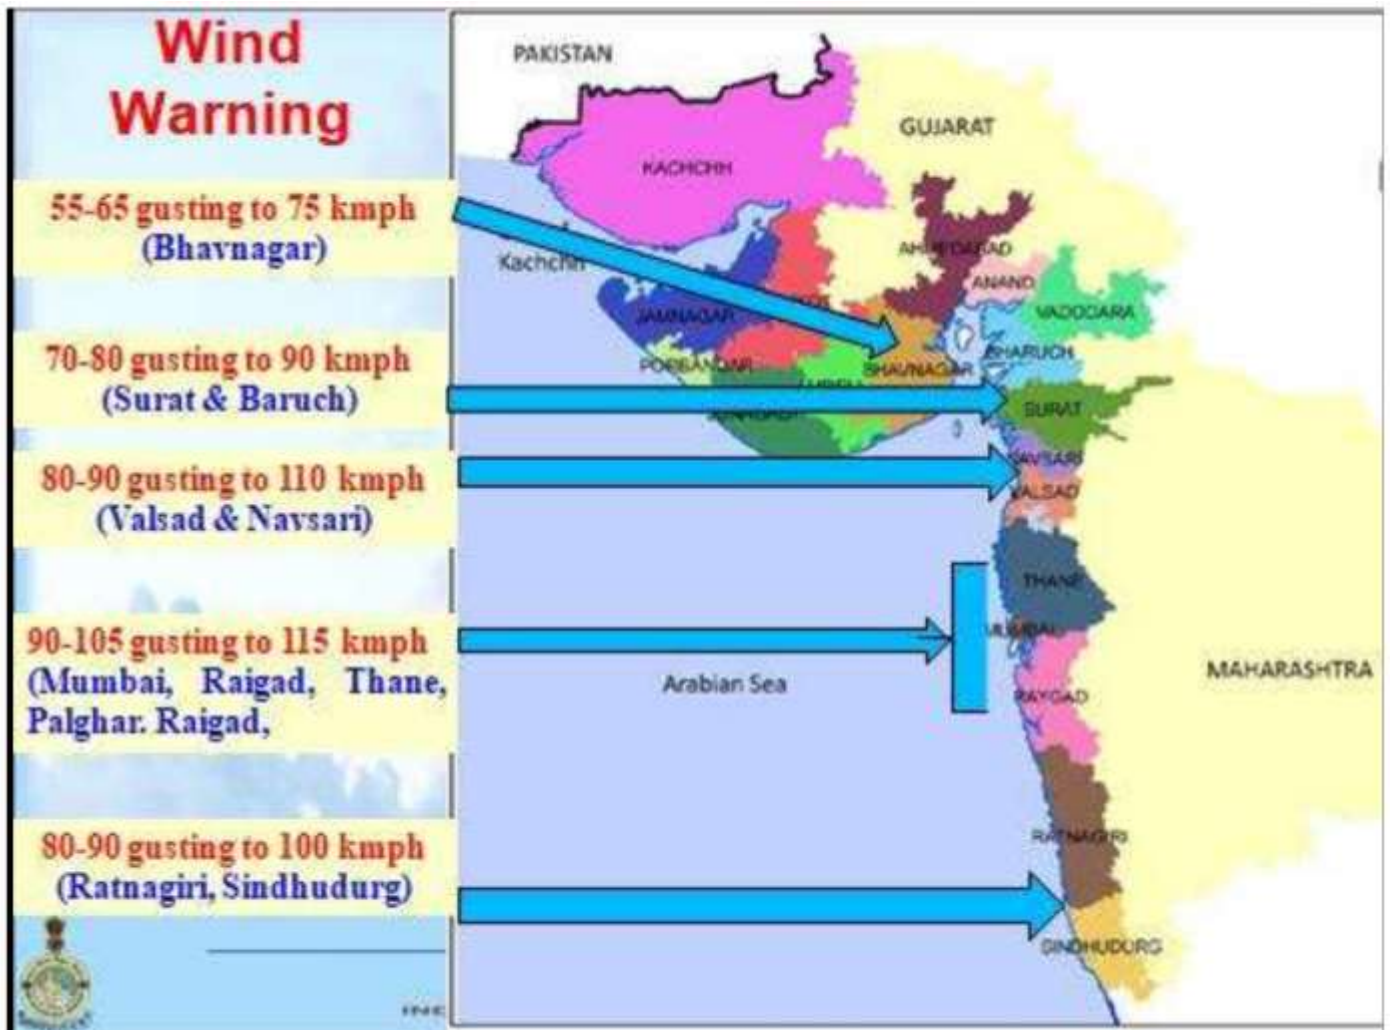 Wind
Warning
55-65 gusting to 75 kmph
(Bhavnagar)
70-80 gusting to 90 kmph
(Surat & Baruch)
80-90 gusting to 110 kmph
(Valsad & Navsari)
90-105 gusting to 115 kmph
(Mumbai, Raigad, Thane,
Palghar. Raigad,
80-90 gusting to 100 kmph
(Ratnagiri, Sindhudurg)
PAKISTAN
GUJARAT
KACHCHH
AHMEDABAD
Kachchh
ANAND
JAMNAGAR
VADODARA
BHARUCH
PORBANDAR
BHAVNAGAR
SURAT
NAVSARI
VALSAD
THANE
MUMBAI
MAHARASHTRA
Arabian Sea
RAYGAD
RATNAGIRI
SINDHUDURG